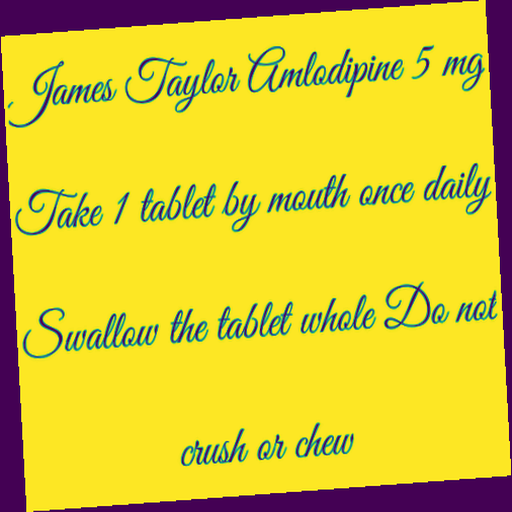 James Taylor Amlodipine 5 mg
Take 1 tablet by mouth once daily
Swallow the tablet whole Do not
crush or chew